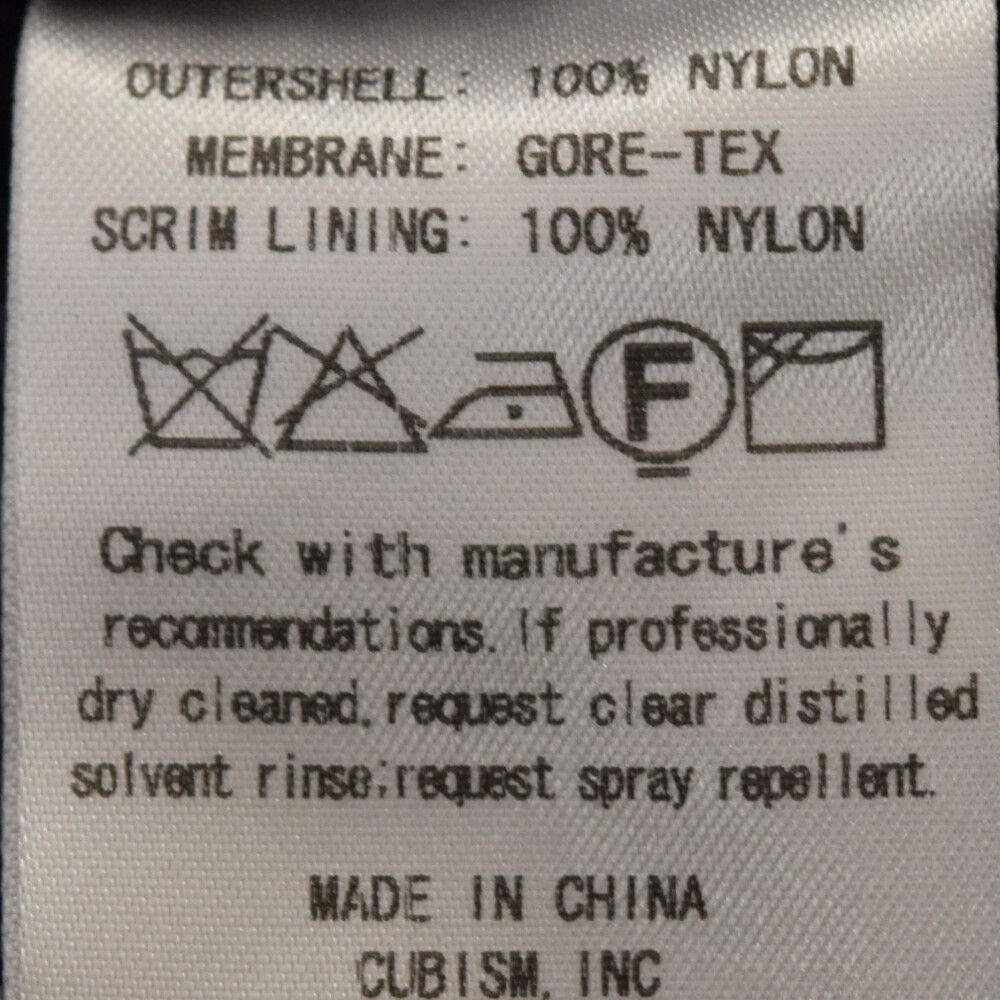 OUTERSHELL: 100% NYLON
MEMBRANE: GORE-TEX
SCRIM LINING: 100% NYLON
F
Check with manufacture's
recommendations. If professionally
dry cleaned, request clear distilled
solvent rinse; request spray repellent.
MADE IN CHINA
CUBISM, INC